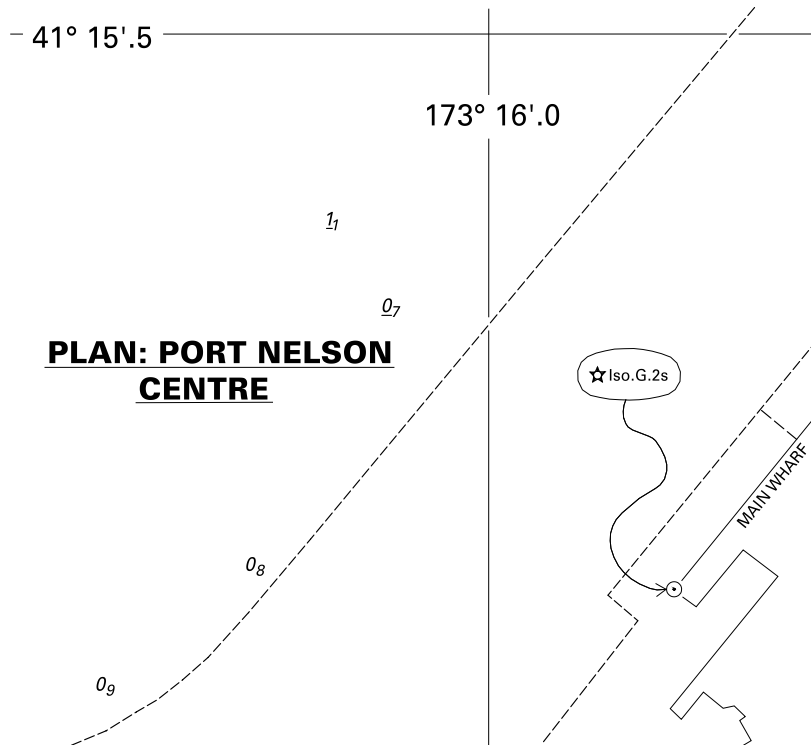 41° 15'.5
173° 16'.0
1₁
0₇
PLAN: PORT NELSON
CENTRE
Iso.G.2s
MAIN WHARF
0₈
0₉